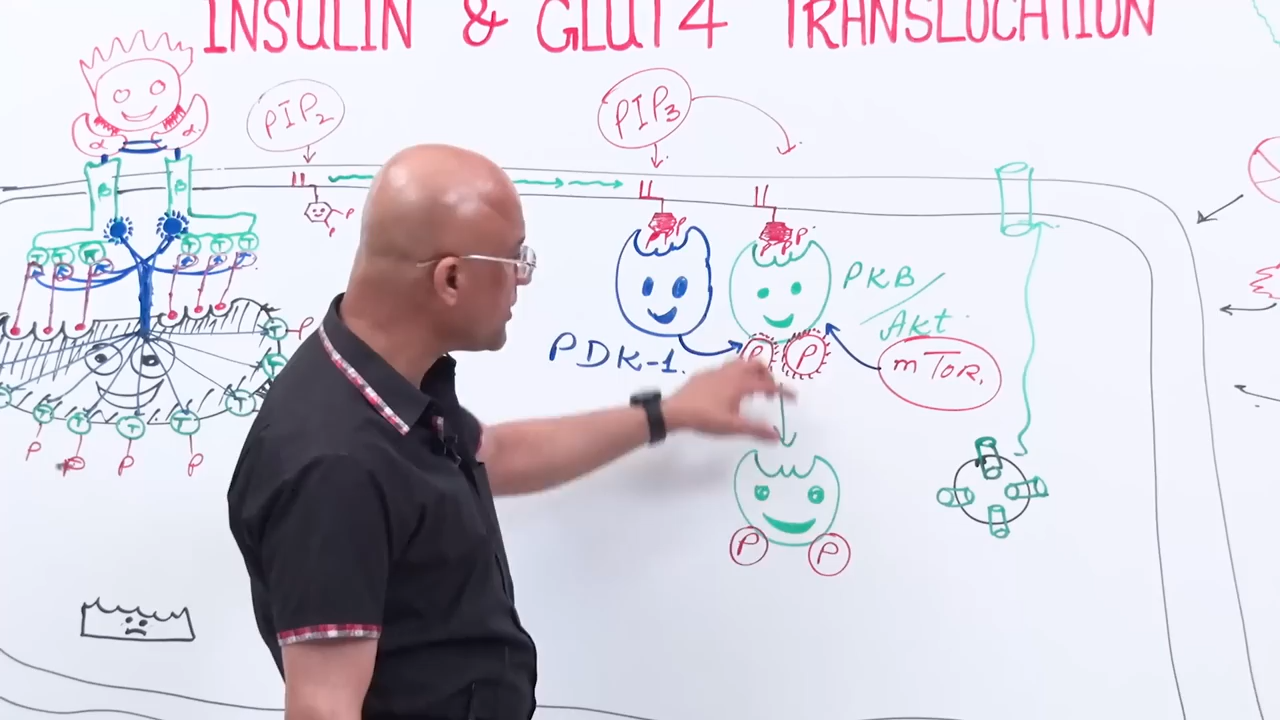 INSULIN & GLUT4 TRANSLOCATION
PIP2
PIP3
α α
β β
P
P
P P P
P P P
T T T T T T
PKB/
Akt
PDK-1.
P P
mTOR.
T P
T T T T T
P P P P
P P